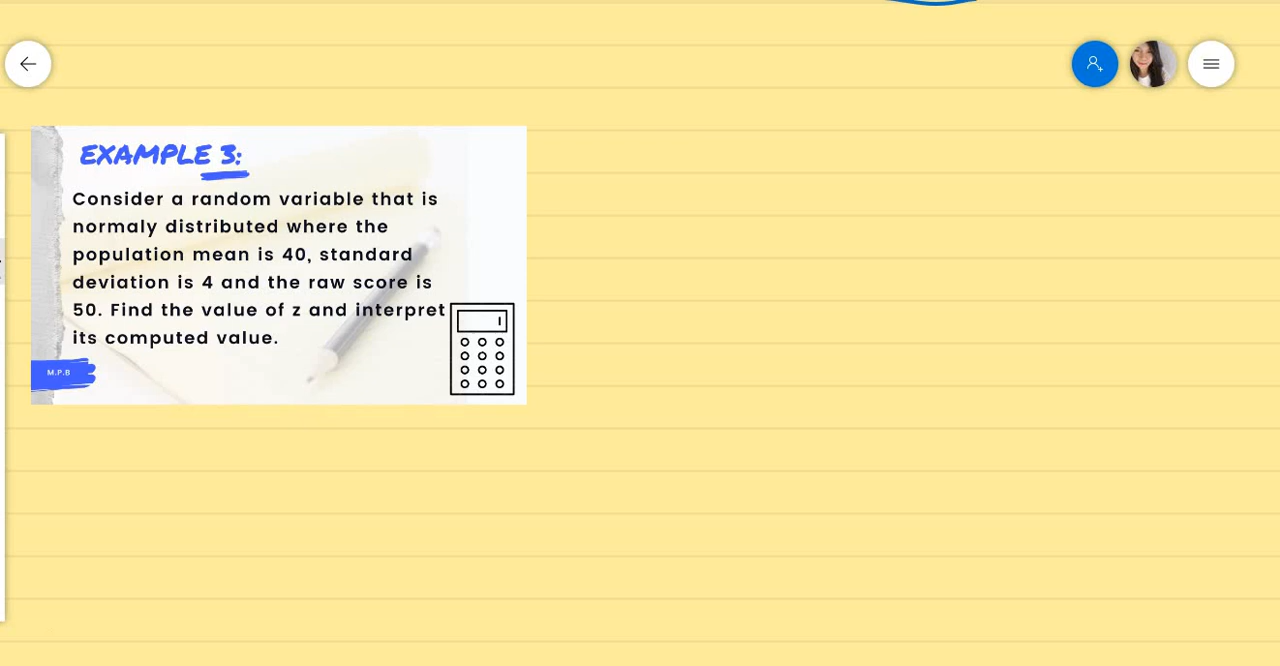 EXAMPLE 3:
Consider a random variable that is
normaly distributed where the
population mean is 40, standard
deviation is 4 and the raw score is
50. Find the value of z and interpret
its computed value.
M.P.B